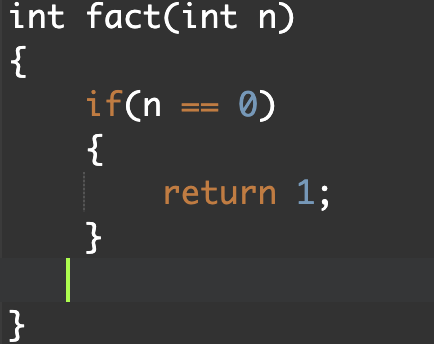 int fact(int n)
{
    if(n == 0)
    {
        return 1;
    }

}